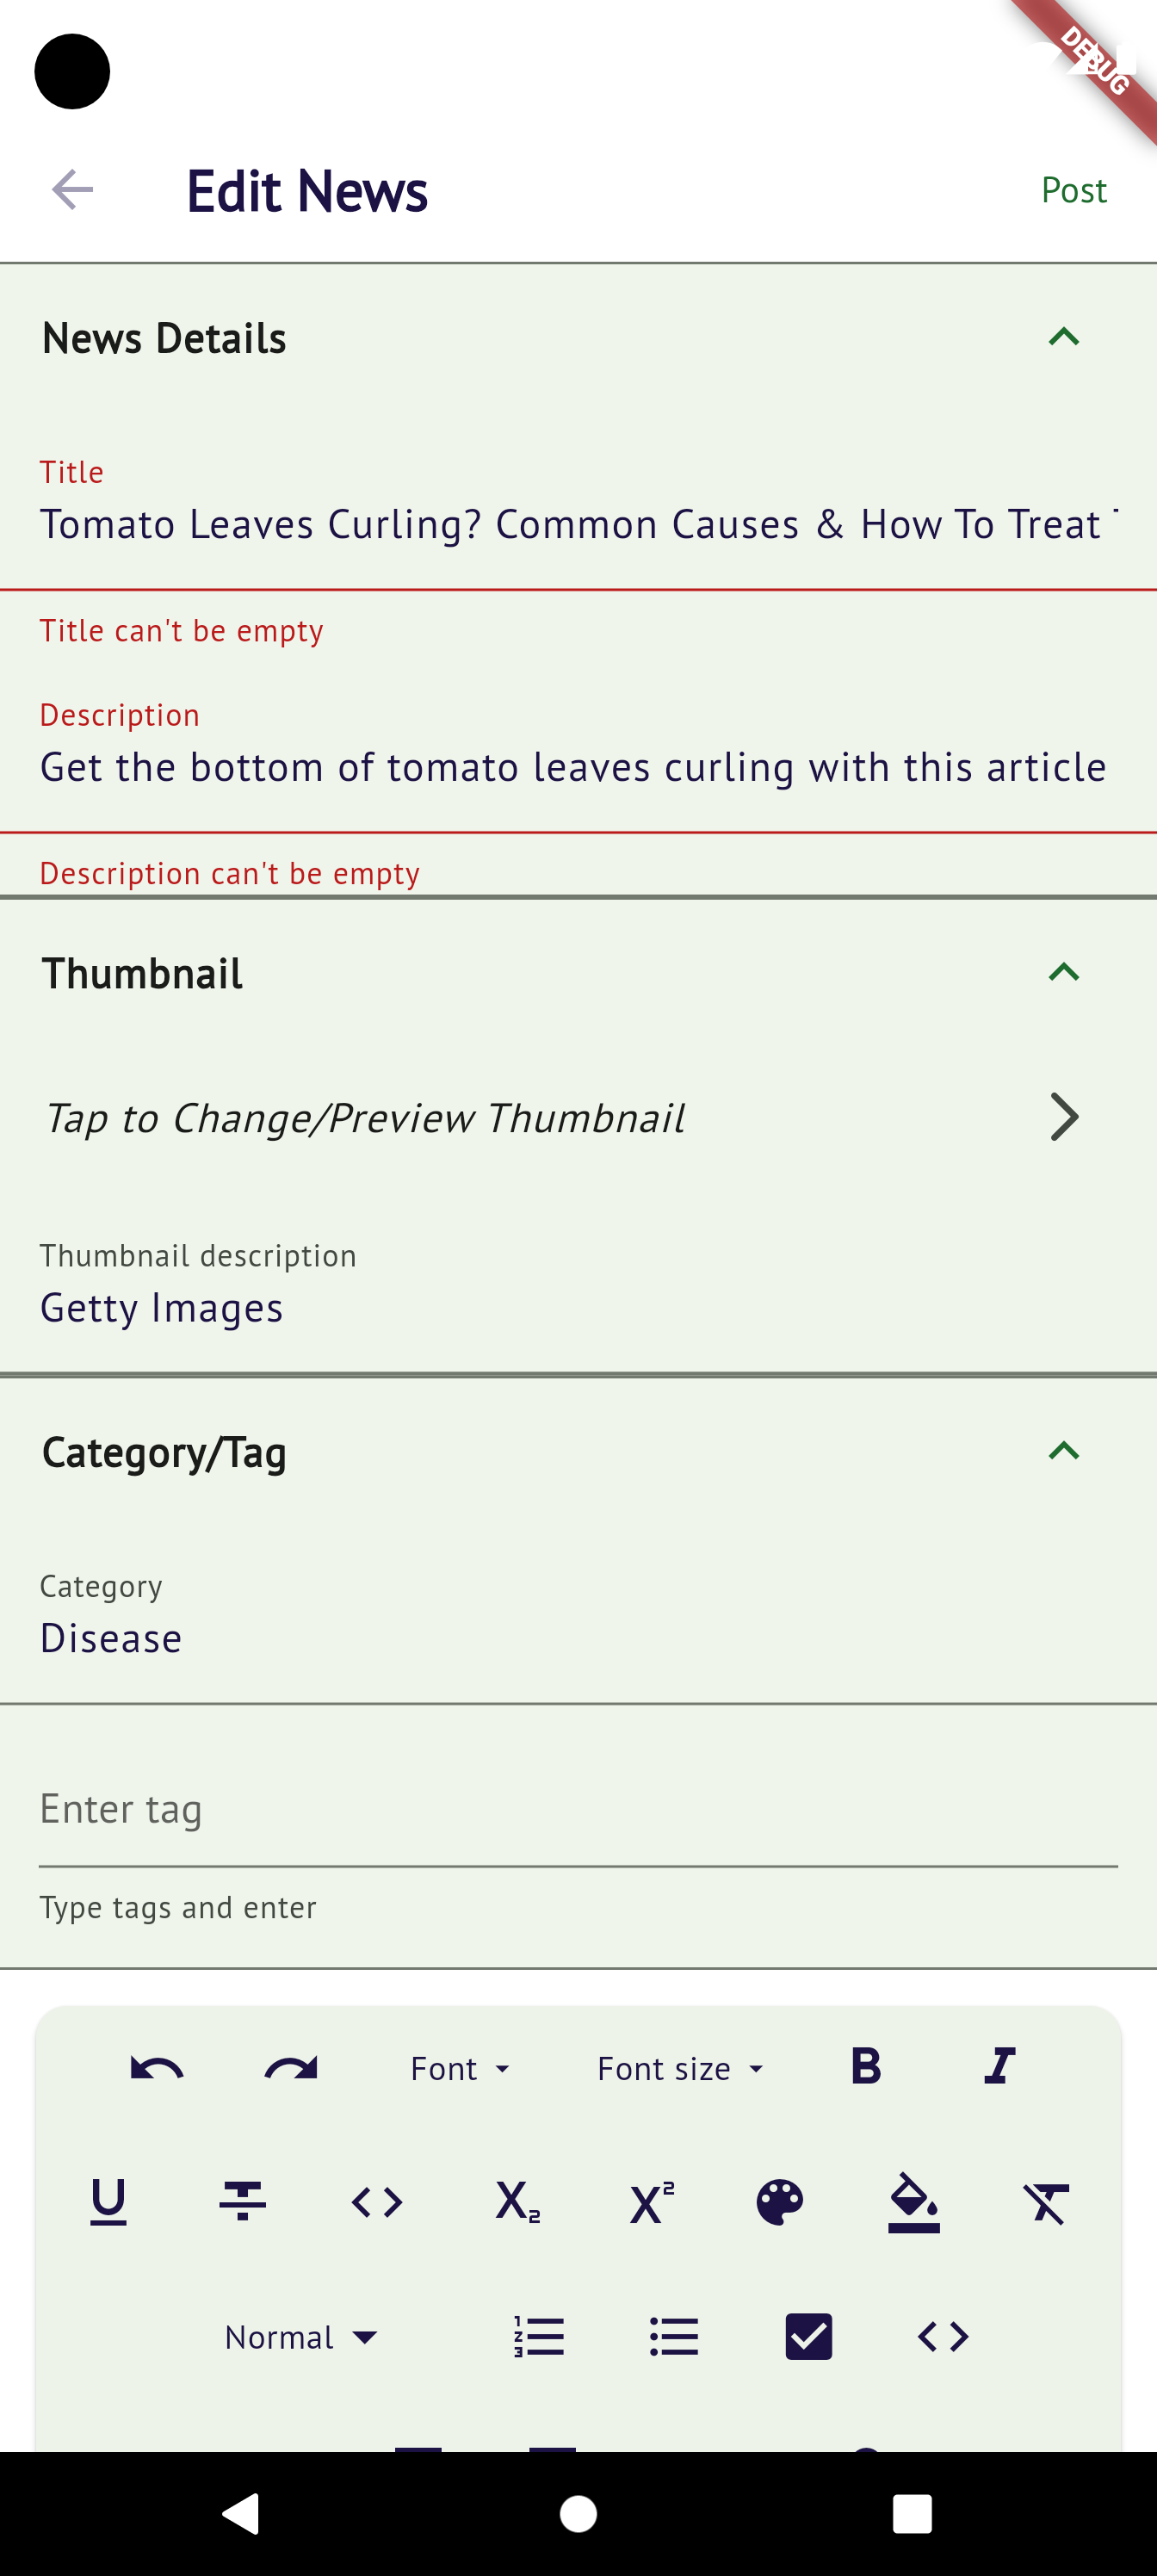 DEBUG
Edit News
Post
News Details
Title
Tomato Leaves Curling? Common Causes & How To Treat
Title can't be empty
Description
Get the bottom of tomato leaves curling with this article
Description can't be empty
Thumbnail
Tap to Change/Preview Thumbnail
Thumbnail description
Getty Images
Category/Tag
Category
Disease
Enter tag
Type tags and enter
Font
Font size
B I
U X2 X2
Normal